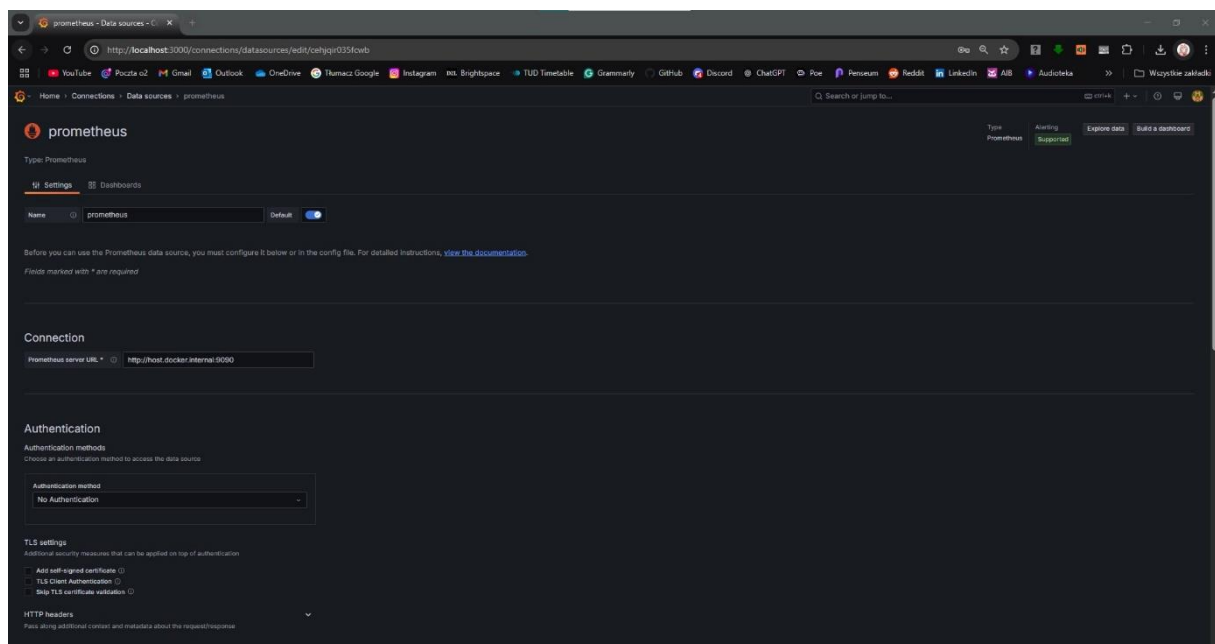 prometheus - Data sources - C
http://localhost:3000/connections/datasources/edit/cehjqir035fcwb
YouTube Poczta o2 Gmail Outlook OneDrive Tłumacz Google Instagram Brightspace TUD Timetable Grammarly GitHub Discord ChatGPT Poe Penseum Reddit LinkedIn AIB Audioteka » Wszystkie zakładki
Home › Connections › Data sources › prometheus
Search or jump to...
ctrl+k
prometheus
Type
Prometheus
Alerting
Supported
Explore data
Build a dashboard
Type: Prometheus
Settings Dashboards
Name prometheus Default
Before you can use the Prometheus data source, you must configure it below or in the config file. For detailed instructions, view the documentation.
Fields marked with * are required
Connection
Prometheus server URL * http://host.docker.internal:9090
Authentication
Authentication methods
Choose an authentication method to access the data source
Authentication method
No Authentication
TLS settings
Additional security measures that can be applied on top of authentication
Add self-signed certificate
TLS Client Authentication
Skip TLS certificate validation
HTTP headers
Pass along additional context and metadata about the request/response